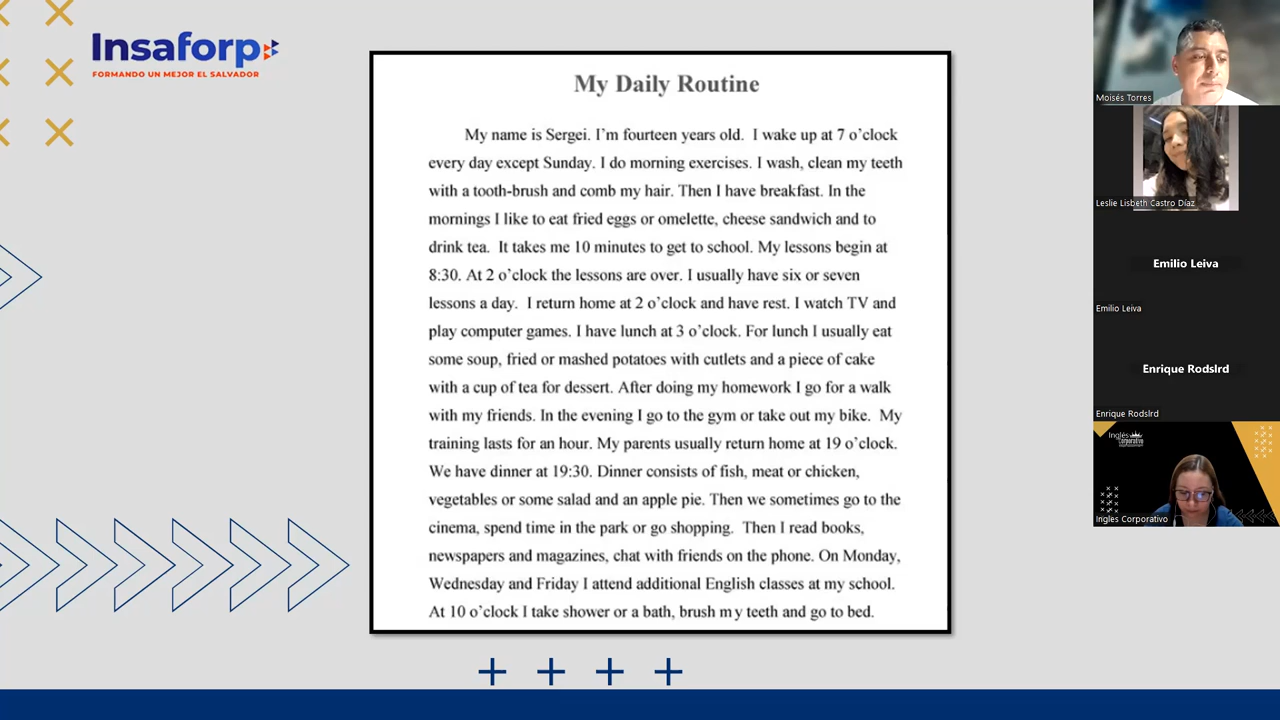 Insaforp
FORMANDO UN MEJOR EL SALVADOR
My Daily Routine
My name is Sergei. I'm fourteen years old. I wake up at 7 o'clock
every day except Sunday. I do morning exercises. I wash, clean my teeth
with a tooth-brush and comb my hair. Then I have breakfast. In the
mornings I like to eat fried eggs or omelette, cheese sandwich and to
drink tea. It takes me 10 minutes to get to school. My lessons begin at
8:30. At 2 o'clock the lessons are over. I usually have six or seven
lessons a day. I return home at 2 o'clock and have rest. I watch TV and
play computer games. I have lunch at 3 o'clock. For lunch I usually eat
some soup, fried or mashed potatoes with cutlets and a piece of cake
with a cup of tea for dessert. After doing my homework I go for a walk
with my friends. In the evening I go to the gym or take out my bike. My
training lasts for an hour. My parents usually return home at 19 o'clock.
We have dinner at 19:30. Dinner consists of fish, meat or chicken,
vegetables or some salad and an apple pie. Then we sometimes go to the
cinema, spend time in the park or go shopping. Then I read books,
newspapers and magazines, chat with friends on the phone. On Monday,
Wednesday and Friday I attend additional English classes at my school.
At 10 o'clock I take shower or a bath, brush my teeth and go to bed.
Moisés Torres
Leslie Lisbeth Castro Díaz
Emilio Leiva
Emilio Leiva
Enrique Rodslrd
Enrique Rodslrd
Inglés
Corporativo
Ingles Corporativo